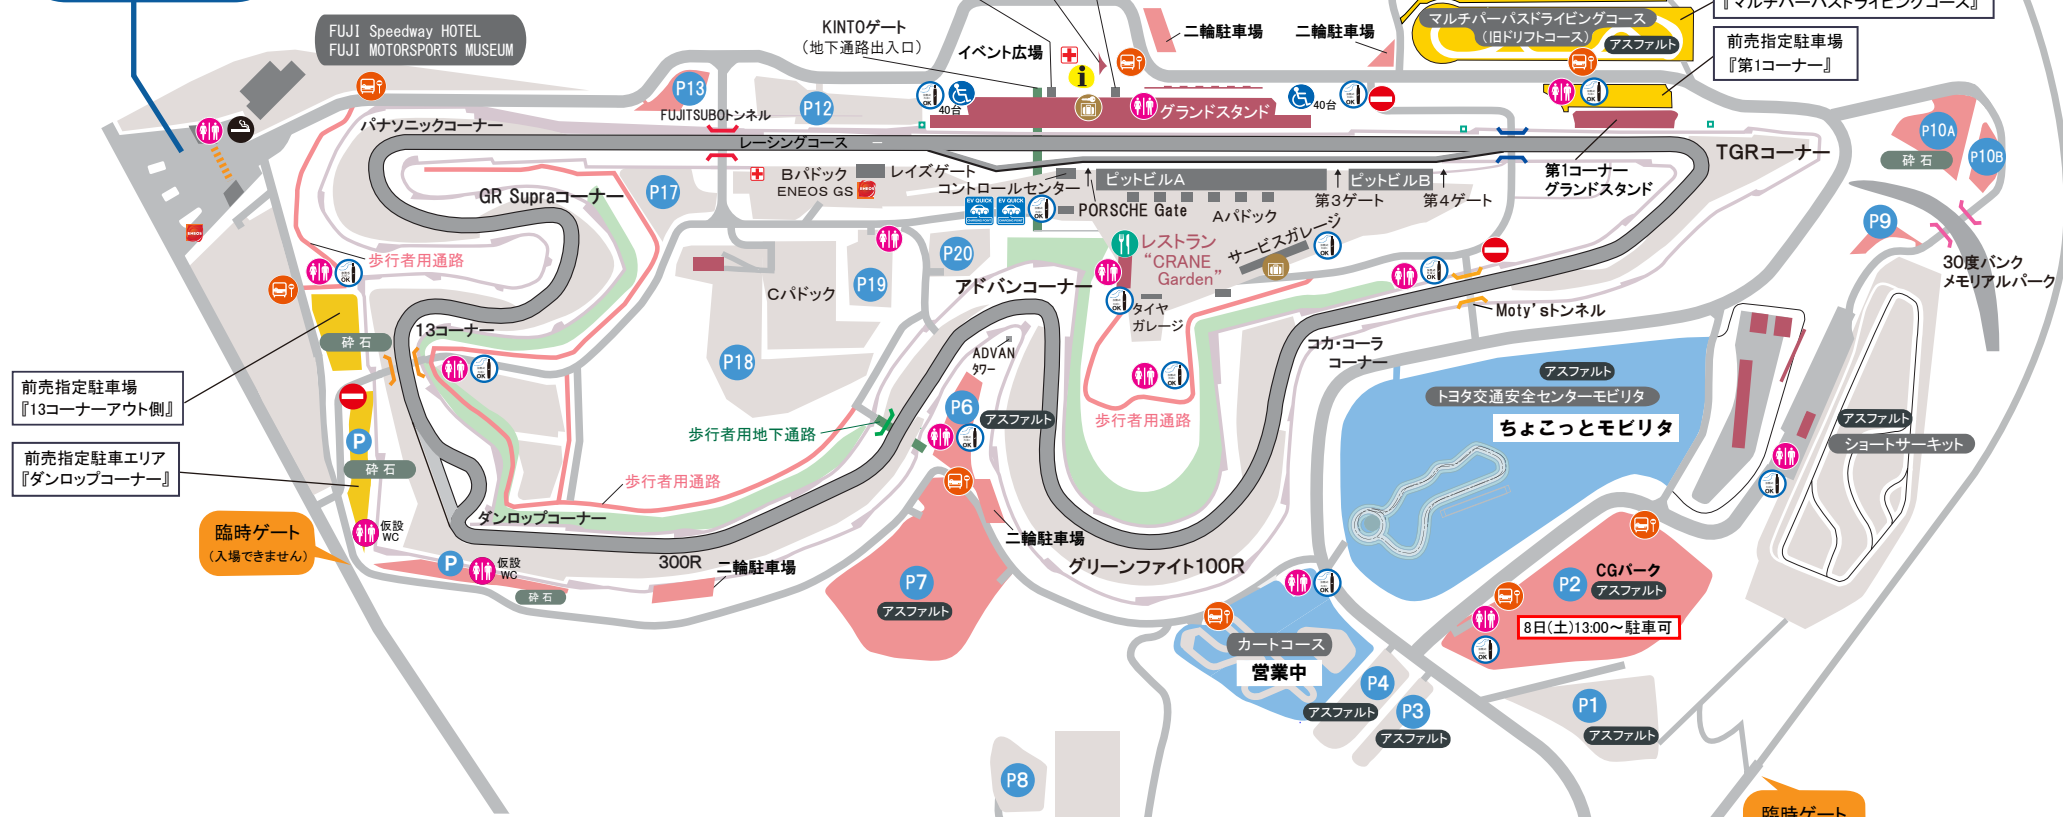 FUJI Speedway HOTEL
FUJI MOTORSPORTS MUSEUM
KINTOゲート
(地下通路出入口)
イベント広場
二輪駐車場
二輪駐車場
マルチパーパスドライビングコース
(旧ドリフトコース)
アスファルト
『マルチパーパスドライビングコース』
前売指定駐車場
『第1コーナー』
P13
P12
FUJITSUBOトンネル
パナソニックコーナー
レーシングコース
40台
グランドスタンド
40台
第1コーナー
グランドスタンド
TGRコーナー
P10A
砕石
P10B
P9
30度バンク
メモリアルパーク
GR Supraコーナー
P17
Bパドック
ENEOS GS
レイズゲート
コントロールセンター
EV QUICK
EV QUICK
PORSCHE Gate
ピットビルA
ピットビルB
第3ゲート
第4ゲート
Aパドック
サービスガレージ
レストラン
“CRANE
Garden”
タイヤ
ガレージ
歩行者用通路
P20
P19
Cパドック
P18
アドバンコーナー
ADVAN
タワー
Moty'sトンネル
コカ・コーラ
コーナー
13コーナー
砕石
前売指定駐車場
『13コーナーアウト側』
前売指定駐車エリア
『ダンロップコーナー』
P
砕石
仮設
WC
臨時ゲート
(入場できません)
P
仮設
WC
砕石
ダンロップコーナー
300R
二輪駐車場
歩行者用通路
歩行者用地下通路
P6
アスファルト
歩行者用通路
二輪駐車場
P7
アスファルト
グリーンファイト100R
アスファルト
トヨタ交通安全センターモビリタ
ちょこっとモビリタ
アスファルト
ショートサーキット
CGパーク
P2
アスファルト
8日(土)13:00～駐車可
カートコース
営業中
P4
アスファルト
P3
アスファルト
P1
アスファルト
P8
臨時ゲート